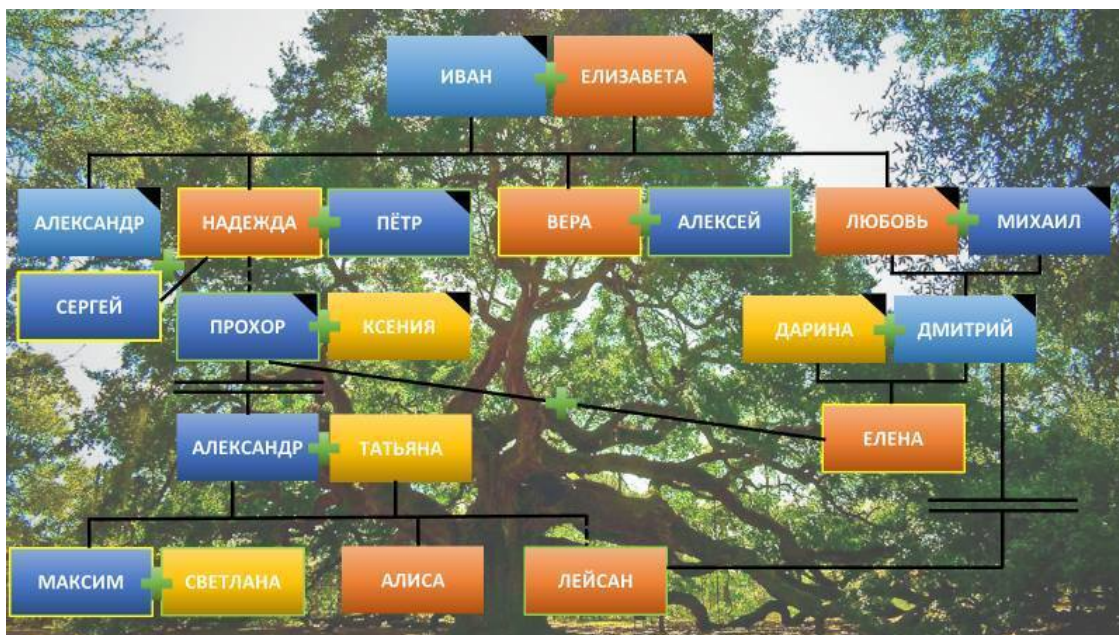 ИВАН
ЕЛИЗАВЕТА
АЛЕКСАНДР
НАДЕЖДА
ПЁТР
ВЕРА
АЛЕКСЕЙ
ЛЮБОВЬ
МИХАИЛ
СЕРГЕЙ
ПРОХОР
КСЕНИЯ
ДАРИНА
ДМИТРИЙ
АЛЕКСАНДР
ТАТЬЯНА
ЕЛЕНА
МАКСИМ
СВЕТЛАНА
АЛИСА
ЛЕЙСАН